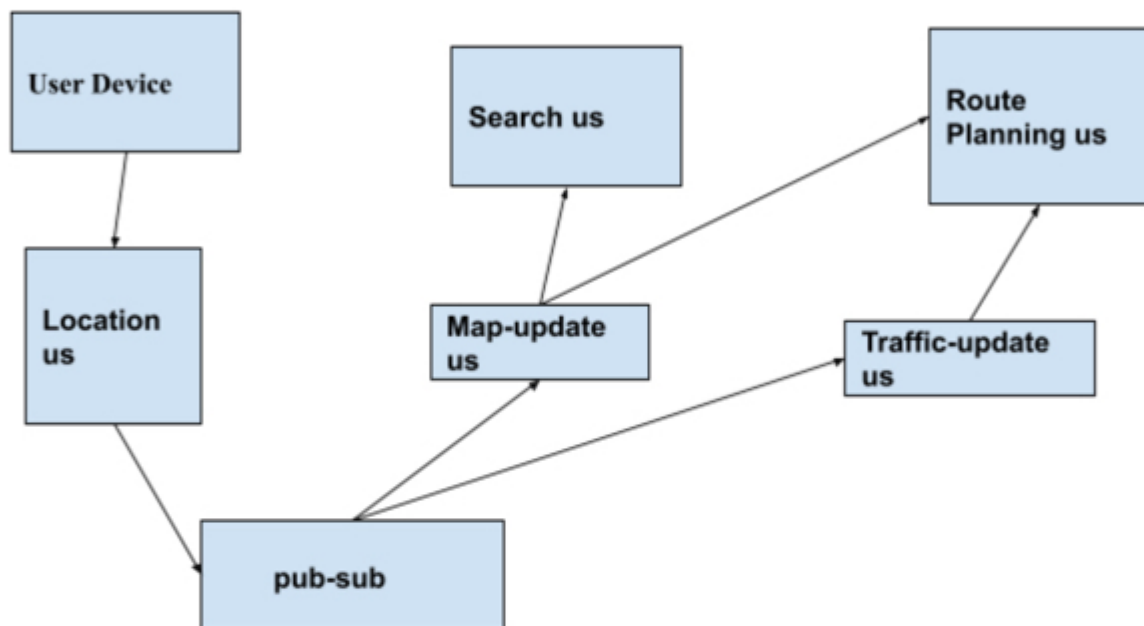 User Device
Search us
Route
Planning us
Location
us
Map-update
us
Traffic-update
us
pub-sub